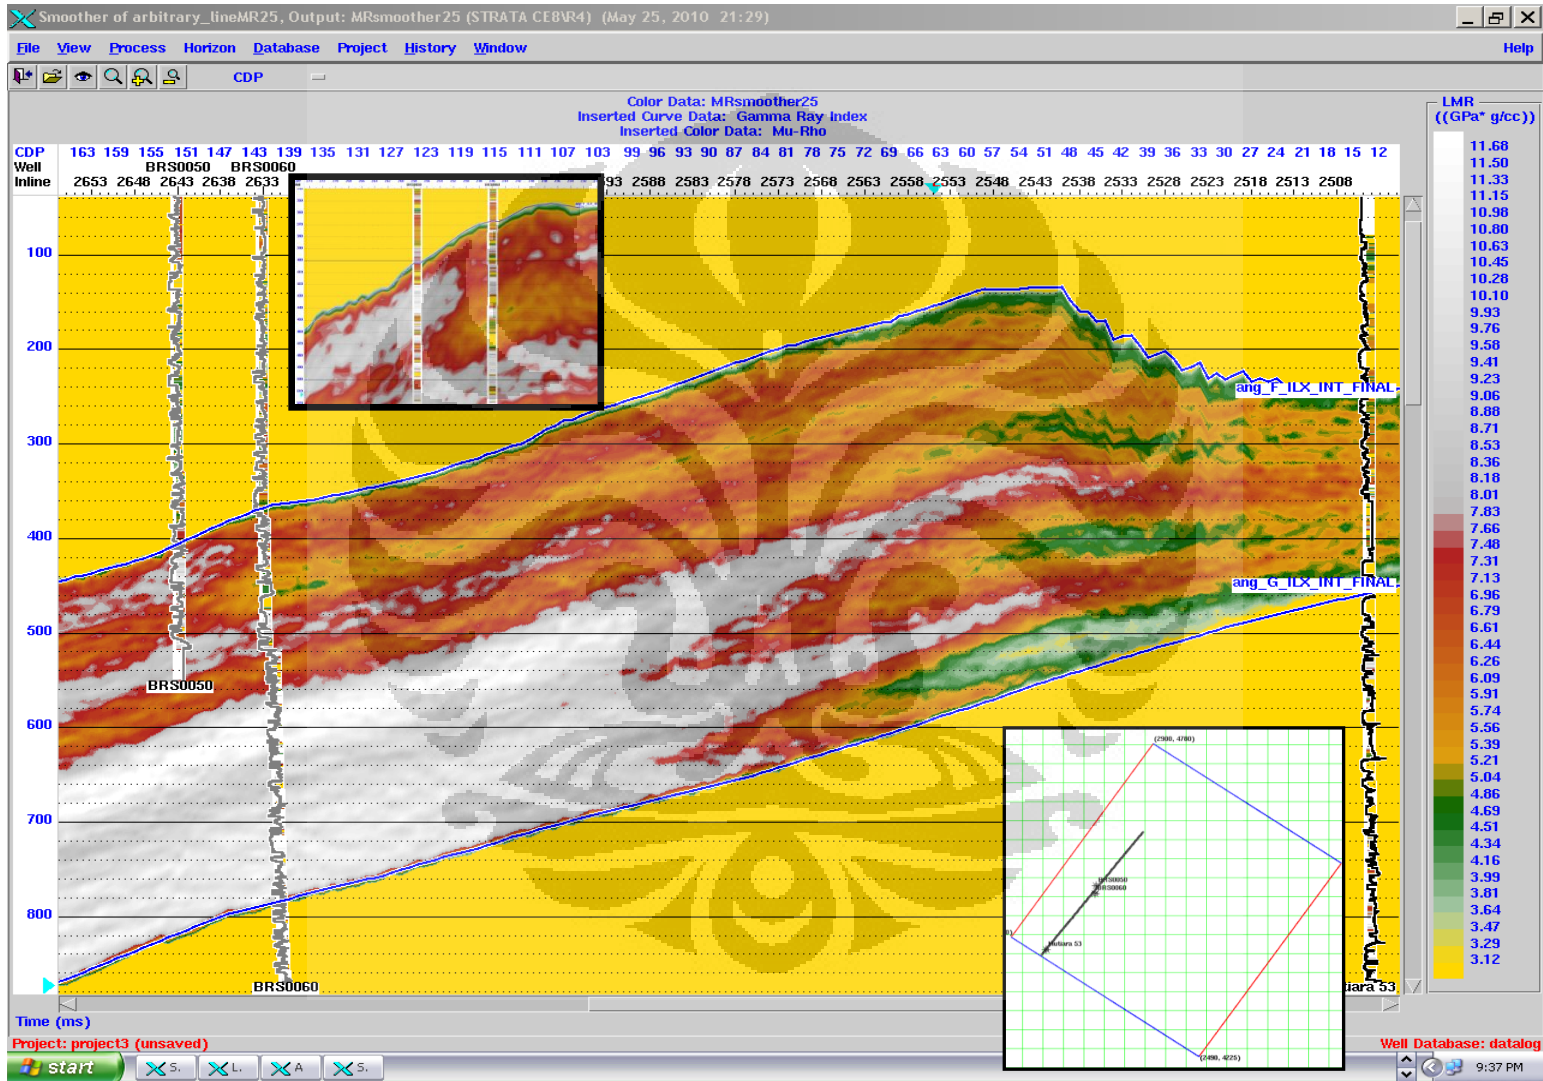 Smoother of arbitrary_lineMR25, Output: MRsmoother25 (STRATA CE8\R4) (May 25, 2010 21:29)
File View Process Horizon Database Project History Window Help
CDP
Color Data: MRsmoother25
Inserted Curve Data: Gamma Ray Index
Inserted Color Data: Mu-Rho
LMR
((GPa* g/cc))
CDP 163 159 155 151 147 143 139 135 131 127 123 119 115 111 107 103 99 96 93 90 87 84 81 78 75 72 69 66 63 60 57 54 51 48 45 42 39 36 33 30 27 24 21 18 15 12
Well BRS0050 BRS0060
Inline 2653 2648 2643 2638 2633 2588 2583 2578 2573 2568 2563 2558 2553 2548 2543 2538 2533 2528 2523 2518 2513 2508
100
200
300
400
500
600
700
800
ang_F_ILX_INT_FINAL
ang_G_ILX_INT_FINAL
BRS0050
BRS0060
11.68
11.50
11.33
11.15
10.98
10.80
10.63
10.45
10.28
10.10
9.93
9.76
9.58
9.41
9.23
9.06
8.88
8.71
8.53
8.36
8.18
8.01
7.83
7.66
7.48
7.31
7.13
6.96
6.79
6.61
6.44
6.26
6.09
5.91
5.74
5.56
5.39
5.21
5.04
4.86
4.69
4.51
4.34
4.16
3.99
3.81
3.64
3.47
3.29
3.12
(2900, 4780)
BRS0050
BRS0060
Mutiara 53
(2490, 4225)
tiara 53
Time (ms)
Project: project3 (unsaved) Well Database: datalog
start S. L. A S. 9:37 PM